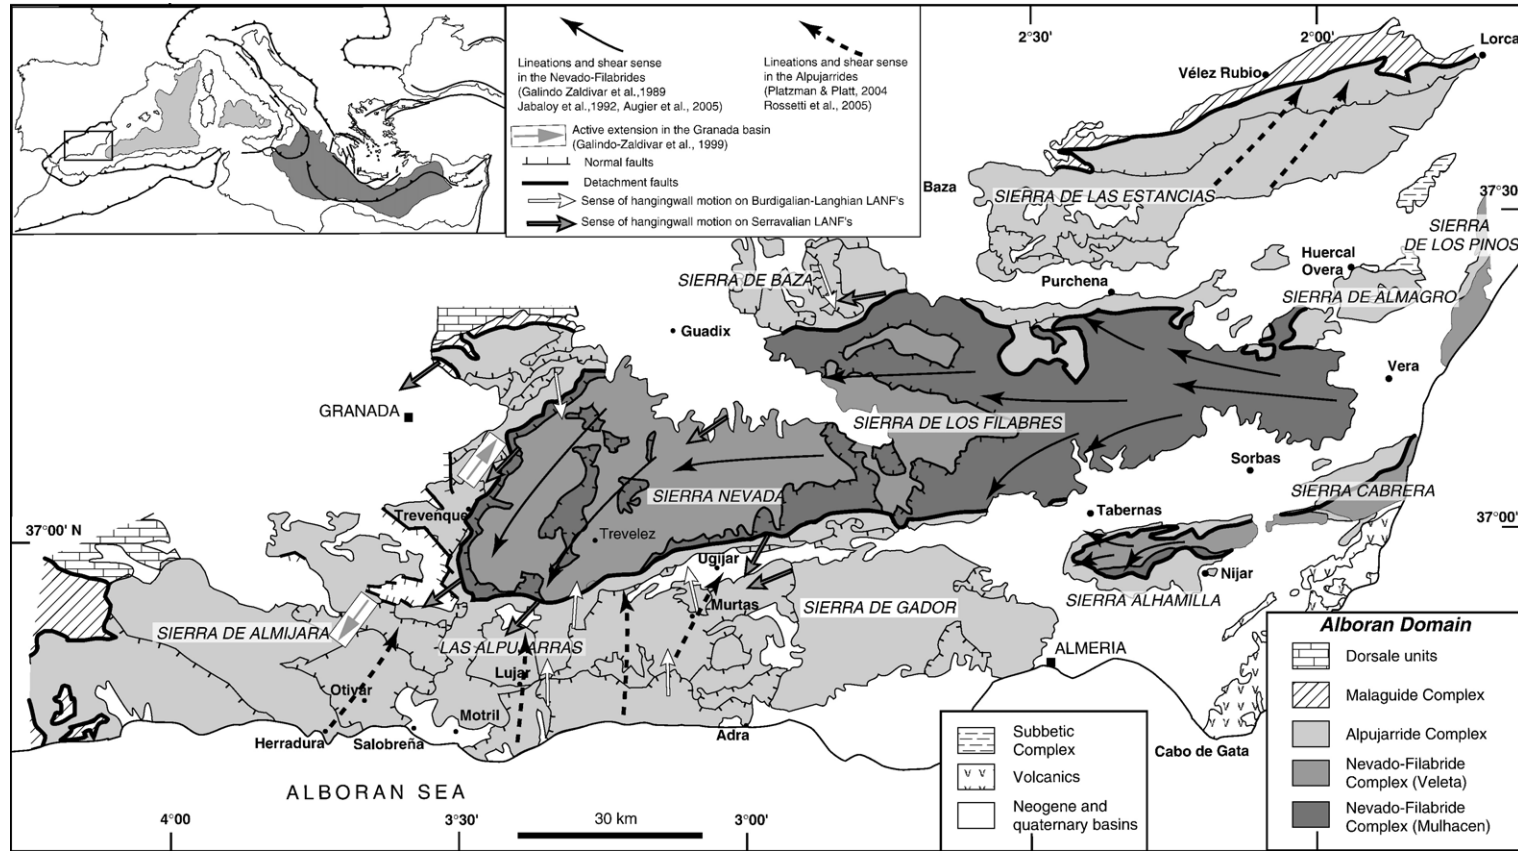 Lineations and shear sense
in the Nevado-Filabrides
(Galindo Zaldivar et al.,1989
Jabaloy et al.,1992, Augier et al., 2005)
Lineations and shear sense
in the Alpujarrides
(Platzman & Platt, 2004
Rossetti et al., 2005)
Active extension in the Granada basin
(Galindo-Zaldivar et al., 1999)
Normal faults
Detachment faults
Sense of hangingwall motion on Burdigalian-Langhian LANF's
Sense of hangingwall motion on Serravalian LANF's
2°30'
2°00'
Lorca
Vélez Rubio
Baza
SIERRA DE LAS ESTANCIAS
37°30'
SIERRA
DE LOS PINOS
Huercal
Overa
SIERRA DE BAZA
Purchena
SIERRA DE ALMAGRO
Guadix
Vera
GRANADA
SIERRA DE LOS FILABRES
Sorbas
SIERRA NEVADA
SIERRA CABRERA
Trevenque
Tabernas
37°00' N
37°00'
Trevelez
Ugijar
Nijar
SIERRA ALHAMILLA
Murtas
SIERRA DE GADOR
SIERRA DE ALMIJARA
LAS ALPUJARRAS
ALMERIA
Lujar
Otivar
Motril
Herradura
Salobreña
Adra
Cabo de Gata
ALBORAN SEA
4°00'
3°30'
30 km
3°00'
Subbetic
Complex
Volcanics
Neogene and
quaternary basins
Alboran Domain
Dorsale units
Malaguide Complex
Alpujarride Complex
Nevado-Filabride
Complex (Veleta)
Nevado-Filabride
Complex (Mulhacen)